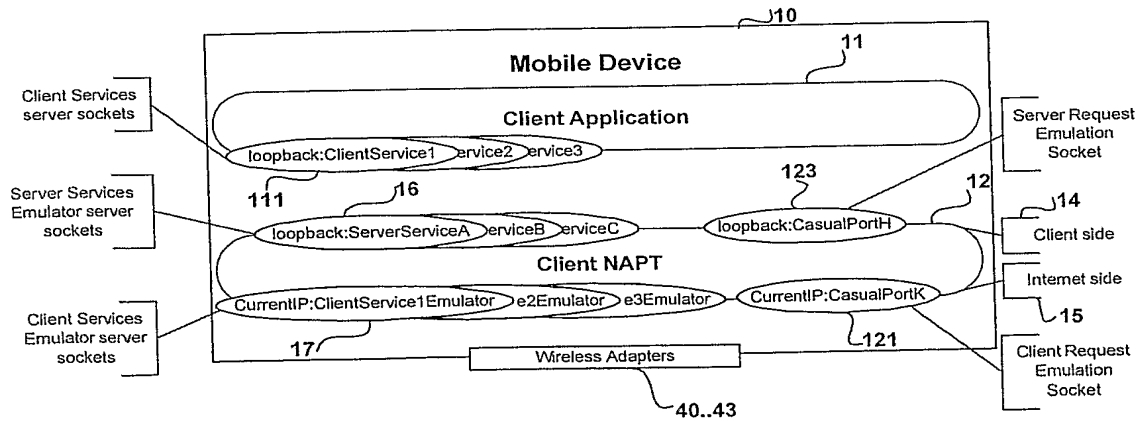 10
Mobile Device
11
Client Services
server sockets
Client Application
Server Request
Emulation
Socket
loopback:ClientService1
ervice2
ervice3
111
16
123
12
14
Server Services
Emulator server
sockets
loopback:ServerServiceA
erviceB
erviceC
loopback:CasualPortH
Client side
Client NAPT
Internet side
CurrentIP:ClientService1Emulator
e2Emulator
e3Emulator
CurrentIP:CasualPortK
15
Client Services
Emulator server
sockets
17
121
Wireless Adapters
Client Request
Emulation
Socket
40..43